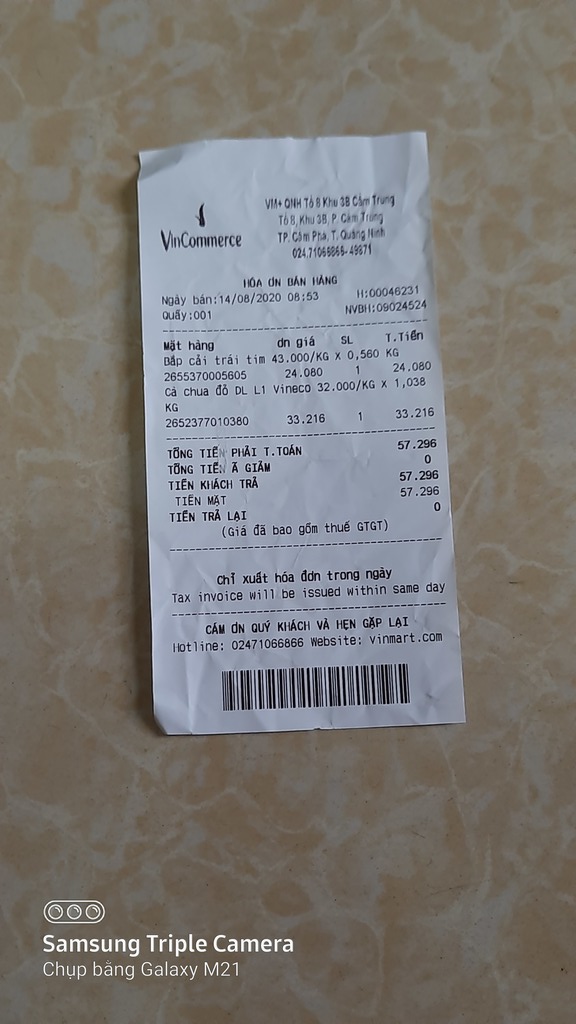 VinCommerce
VM+ QNH Tổ 8 Khu 3B Cẩm Trung
Tổ 8, Khu 3B, P. Cẩm Trung
TP. Cẩm Phả, T. Quảng Ninh
024.71066866-49871
HÓA ƠN BÁN HÀNG
Ngày bán:14/08/2020 08:53 H:00046231
Quầy:001 NVBH:09024524
Mặt hàng ơn giá SL T.Tiền
Bắp cải trái tim 43.000/KG X 0,560 KG
2655370005605 24.080 1 24.080
Cà chua đỏ DL L1 Vineco 32.000/KG X 1,038
KG
2652377010380 33.216 1 33.216
TỔNG TIỀN PHẢI T.TOÁN 57.296
TỔNG TIỀN Ã GIẢM 0
TIỀN KHÁCH TRẢ 57.296
TIỀN MẶT 57.296
TIỀN TRẢ LẠI 0
(Giá đã bao gồm thuế GTGT)
Chỉ xuất hóa đơn trong ngày
Tax invoice will be issued within same day
CÁM ƠN QUÝ KHÁCH VÀ HẸN GẶP LẠI
Hotline: 02471066866 Website: vinmart.com
Samsung Triple Camera
Chụp bằng Galaxy M21